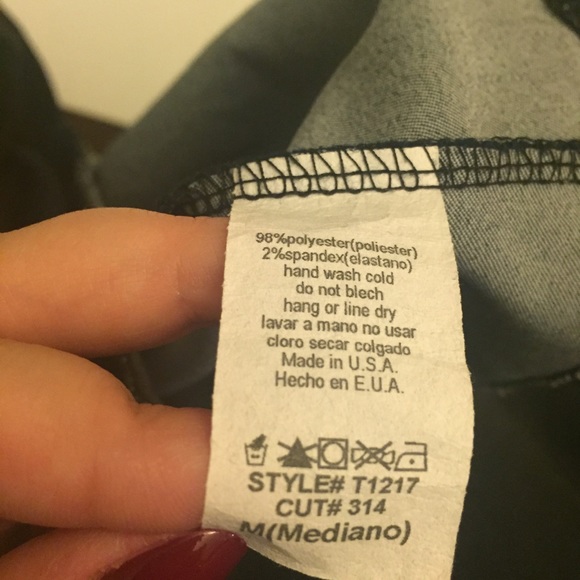 98%polyester(poliester)
2%spandex(elastano)
hand wash cold
do not blech
hang or line dry
lavar a mano no usar
cloro secar colgado
Made in U.S.A.
Hecho en E.U.A.
STYLE# T1217
CUT# 314
M(Mediano)